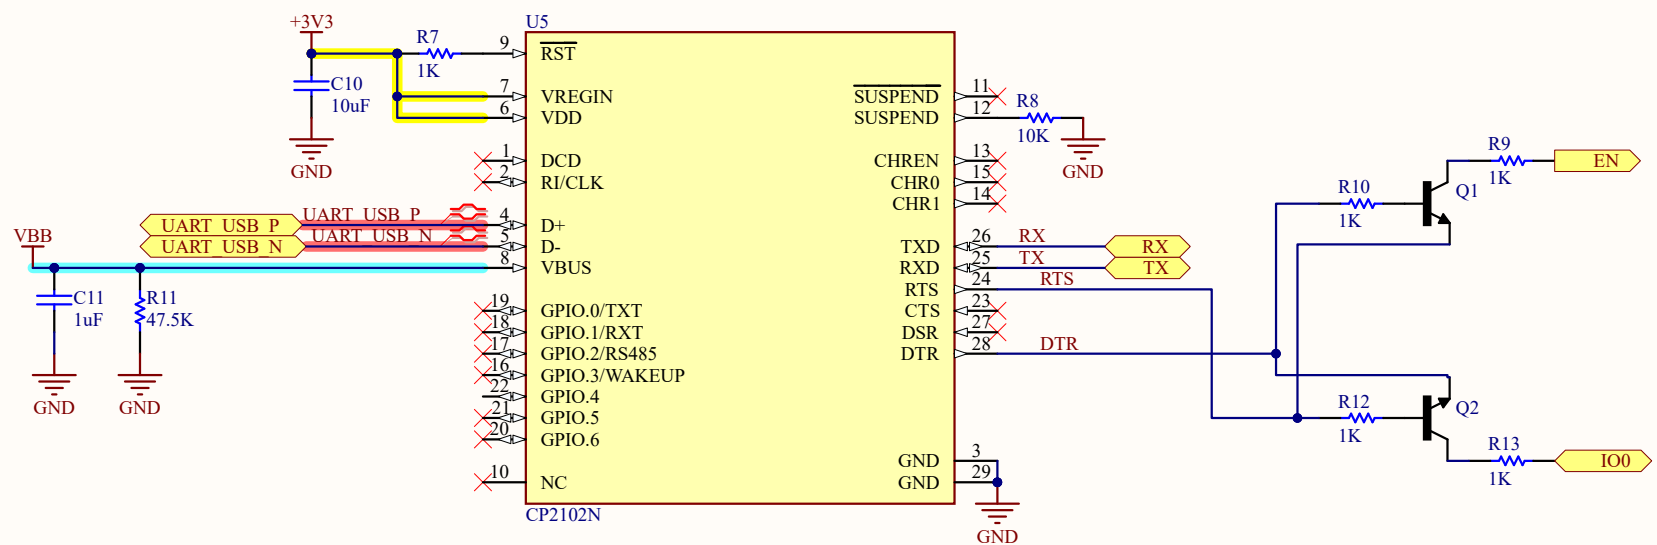 +3V3
U5
R7
1K
9
RST
C10
10uF
7
VREGIN
6
VDD
GND
1
DCD
2
RI/CLK
UART_USB_P
UART_USB_P
4
D+
UART_USB_N
UART_USB_N
5
D-
VBB
8
VBUS
C11
1uF
R11
47.5K
GND
GND
19
GPIO.0/TXT
18
GPIO.1/RXT
17
GPIO.2/RS485
16
GPIO.3/WAKEUP
22
GPIO.4
21
GPIO.5
20
GPIO.6
10
NC
CP2102N
SUSPEND
11
SUSPEND
12
R8
10K
GND
CHREN
13
CHR0
15
CHR1
14
TXD
26
RX
RX
RXD
25
TX
TX
RTS
24
RTS
CTS
23
DSR
27
DTR
28
DTR
GND
3
GND
29
GND
R9
1K
EN
R10
1K
Q1
R12
1K
Q2
R13
1K
IO0